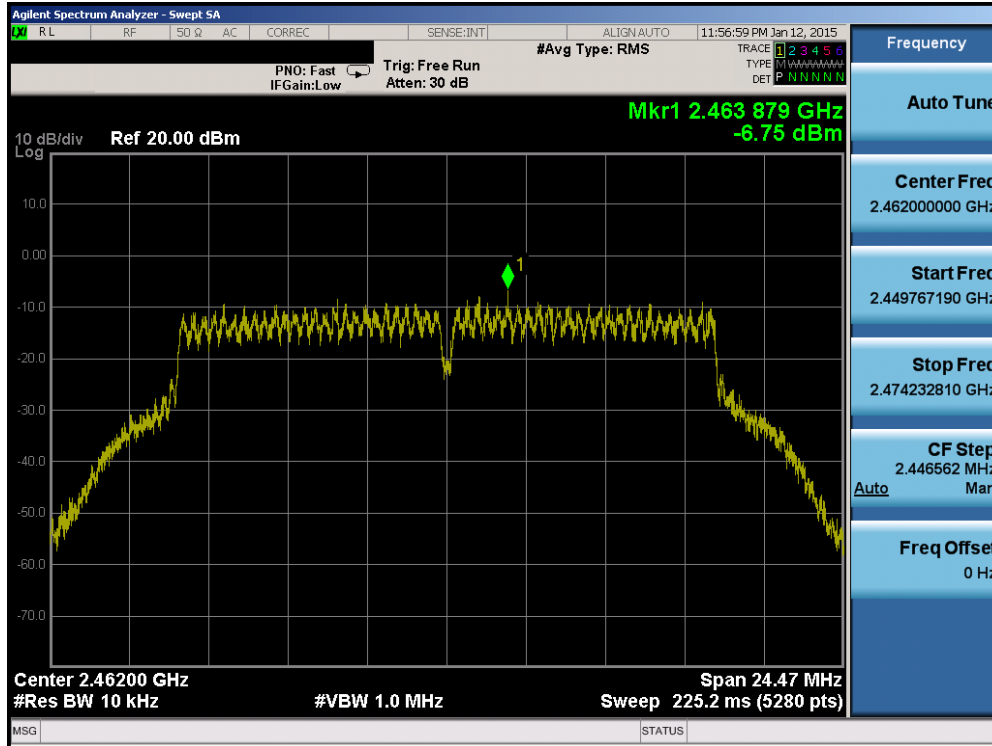 Agilent Spectrum Analyzer - Swept SA
LXI RL RF 50 Ω AC CORREC SENSE:INT ALIGN AUTO 11:56:59 PM Jan 12, 2015
#Avg Type: RMS
TRACE 1 2 3 4 5 6
PNO: Fast Trig: Free Run
TYPE M W W W W W
IFGain:Low Atten: 30 dB
DET P N N N N N
Mkr1 2.463 879 GHz
-6.75 dBm
10 dB/div Ref 20.00 dBm
Log
10.0
0.00
1
-10.0
-20.0
-30.0
-40.0
-50.0
-60.0
-70.0
Center 2.46200 GHz Span 24.47 MHz
#Res BW 10 kHz #VBW 1.0 MHz Sweep 225.2 ms (5280 pts)
MSG STATUS
Frequency
Auto Tune
Center Freq
2.462000000 GHz
Start Freq
2.449767190 GHz
Stop Freq
2.474232810 GHz
CF Step
2.446562 MHz
Auto Man
Freq Offset
0 Hz